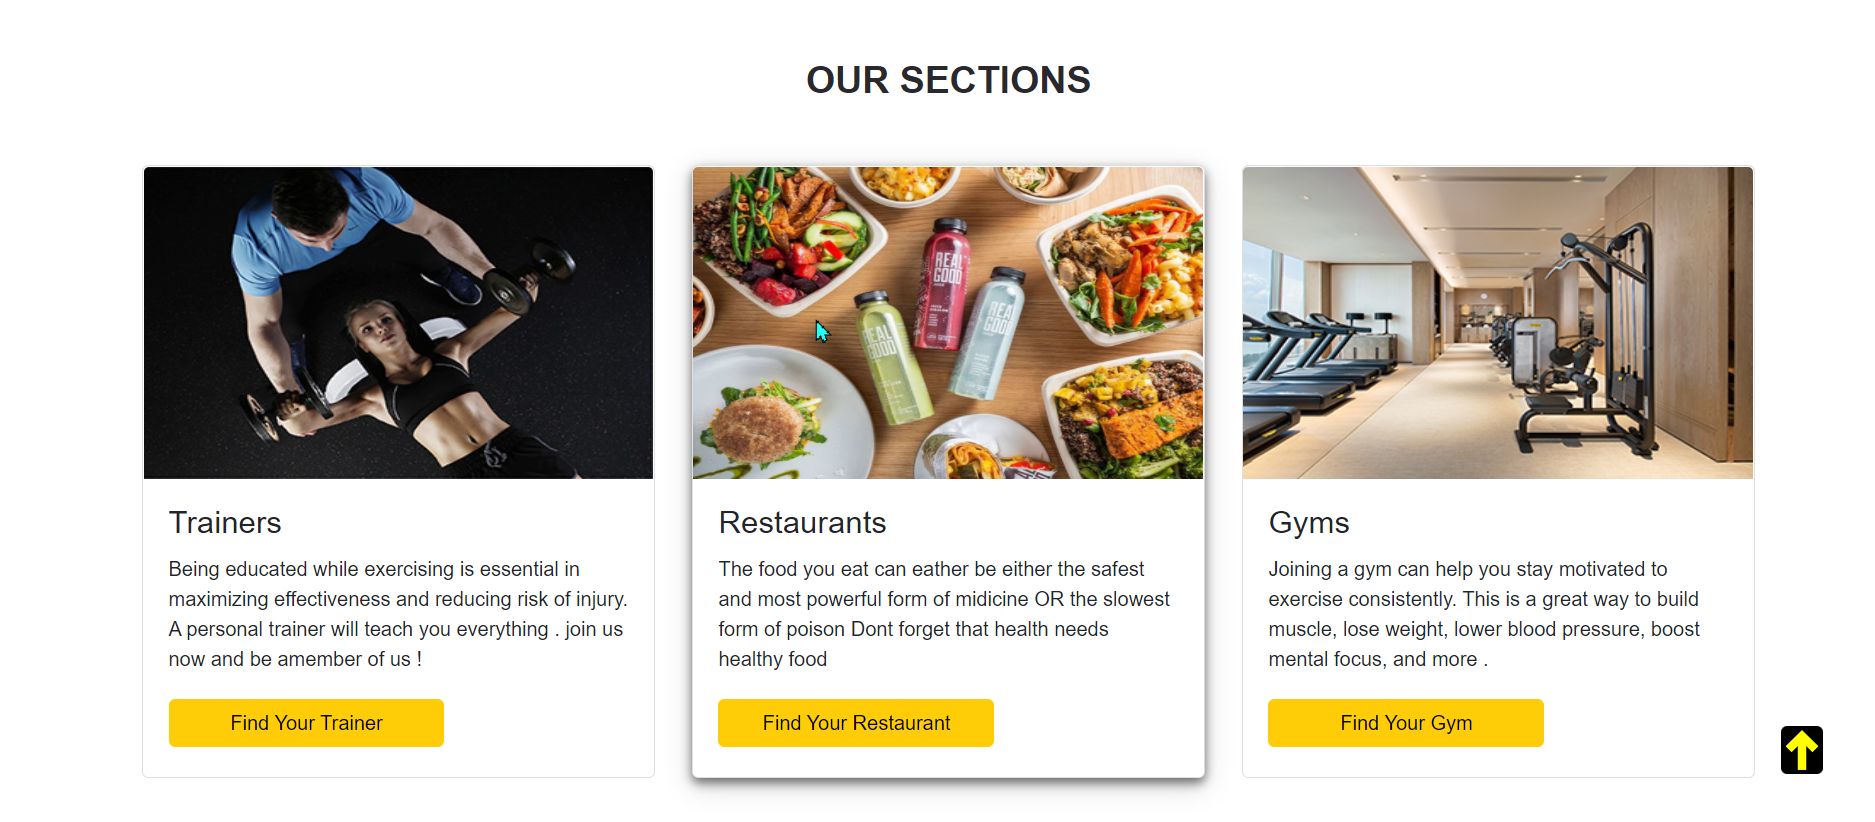 OUR SECTIONS
REAL
GOOD
REAL
GOOD
REAL
GOOD
Trainers
Being educated while exercising is essential in
maximizing effectiveness and reducing risk of injury.
A personal trainer will teach you everything . join us
now and be amember of us !
Find Your Trainer
Restaurants
The food you eat can eather be either the safest
and most powerful form of midicine OR the slowest
form of poison Dont forget that health needs
healthy food
Find Your Restaurant
Gyms
Joining a gym can help you stay motivated to
exercise consistently. This is a great way to build
muscle, lose weight, lower blood pressure, boost
mental focus, and more .
Find Your Gym